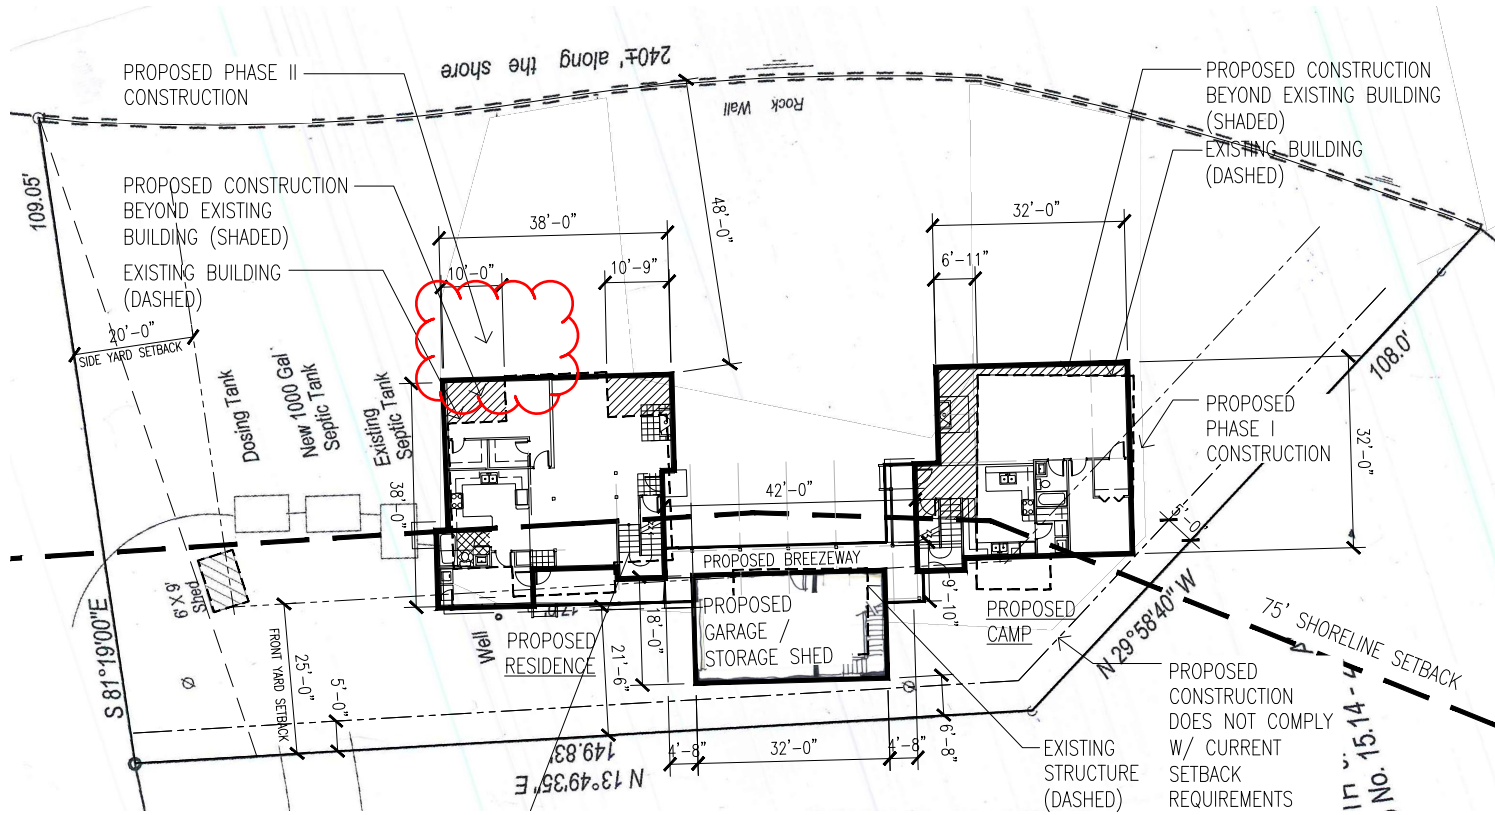 240±' along the shore
Rock Wall
PROPOSED PHASE II
CONSTRUCTION
PROPOSED CONSTRUCTION
BEYOND EXISTING
BUILDING (SHADED)
EXISTING BUILDING
(DASHED)
PROPOSED CONSTRUCTION
BEYOND EXISTING BUILDING
(SHADED)
EXISTING BUILDING
(DASHED)
109.05'
38'-0"
10'-0"
10'-9"
48'-0"
32'-0"
6'-11"
20'-0"
SIDE YARD SETBACK
Dosing Tank
New 1000 Gal
Septic Tank
Existing
Septic Tank
38'-0"
108.0'
PROPOSED
PHASE I
CONSTRUCTION
32'-0"
42'-0"
5'-0"
PROPOSED BREEZEWAY
6' X 9'
Shed
S 81°19'00"E
FRONT YARD SETBACK
25'-0"
5'-0"
Well
PROPOSED
RESIDENCE
21'-6"
18'-0"
PROPOSED
GARAGE /
STORAGE SHED
9'-10"
PROPOSED
CAMP
N 29°58'40" W
75' SHORELINE SETBACK
PROPOSED
CONSTRUCTION
DOES NOT COMPLY
W/ CURRENT
SETBACK
REQUIREMENTS
EXISTING
STRUCTURE
(DASHED)
4'-8"
32'-0"
4'-8"
6'-8"
149.83'
N 13°49'35" E
No. 15.14 - 4